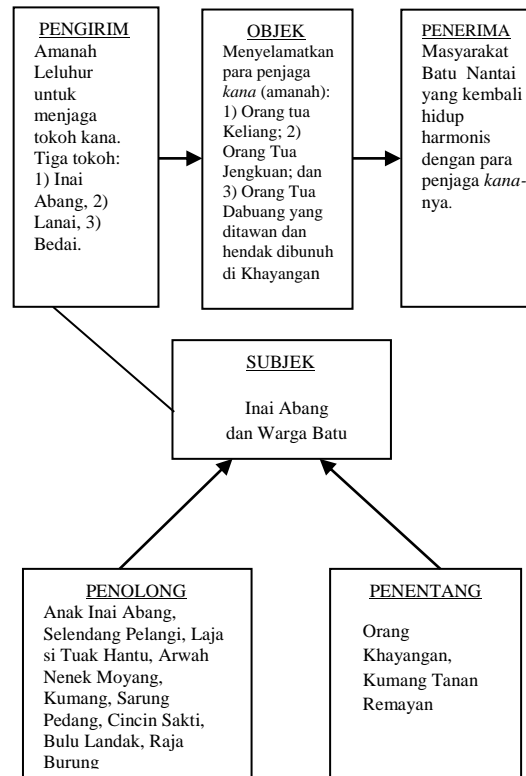 PENGIRIM
Amanah
Leluhur
untuk
menjaga
tokoh kana.
Tiga tokoh:
1) Inai
Abang, 2)
Lanai, 3)
Bedai.
OBJEK
Menyelamatkan
para penjaga
kana (amanah):
1) Orang tua
Keliang; 2)
Orang Tua
Jengkuan; dan
3) Orang Tua
Dabuang yang
ditawan dan
hendak dibunuh
di Khayangan
PENERIMA
Masyarakat
Batu Nantai
yang kembali
hidup
harmonis
dengan para
penjaga kana-
nya.
SUBJEK
Inai Abang
dan Warga Batu
PENOLONG
Anak Inai Abang,
Selendang Pelangi, Laja
si Tuak Hantu, Arwah
Nenek Moyang,
Kumang, Sarung
Pedang, Cincin Sakti,
Bulu Landak, Raja
Burung
PENENTANG
Orang
Khayangan,
Kumang Tanan
Remayan